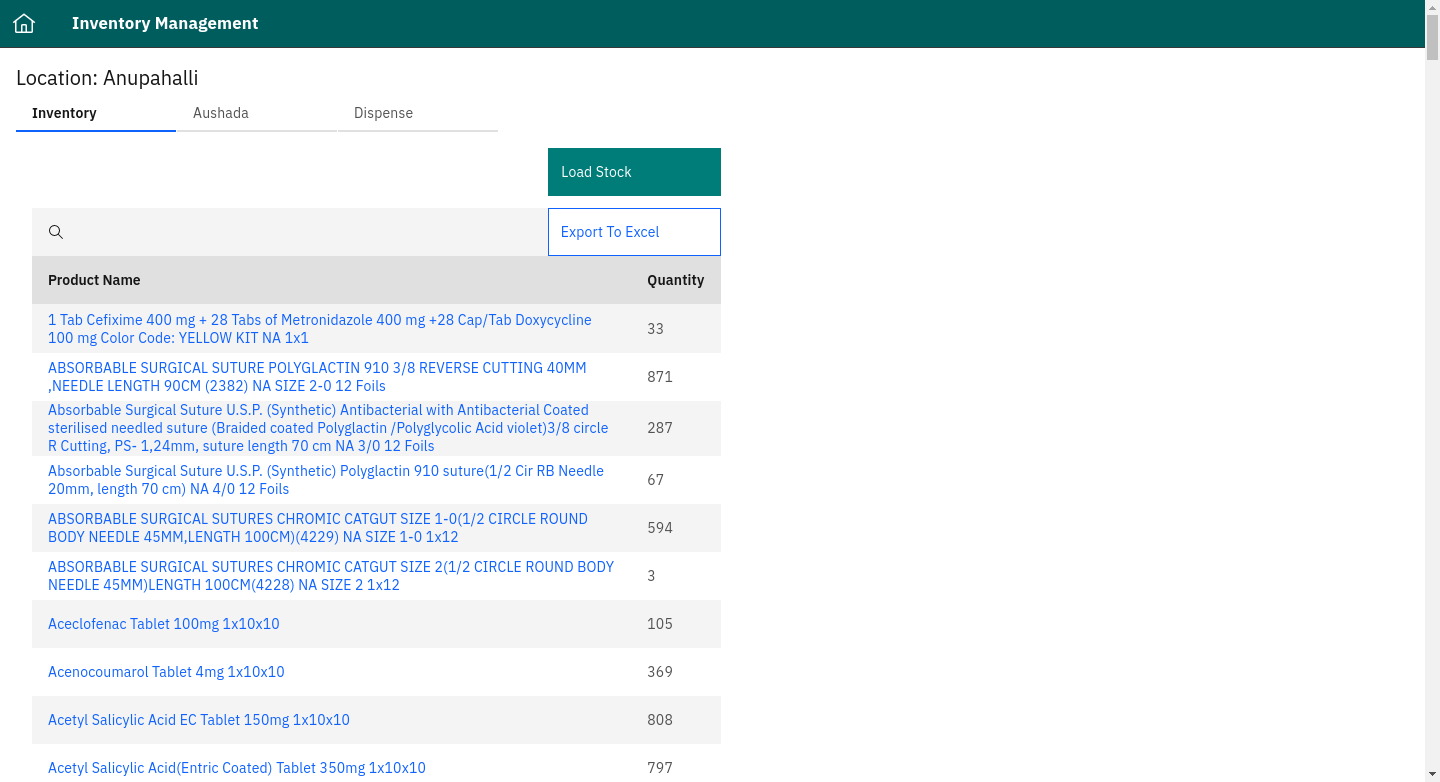 Inventory Management
Location: Anupahalli
Inventory
Aushada
Dispense
Load Stock
Export To Excel
Product Name
Quantity
1 Tab Cefixime 400 mg + 28 Tabs of Metronidazole 400 mg +28 Cap/Tab Doxycycline
100 mg Color Code: YELLOW KIT NA 1x1
33
ABSORBABLE SURGICAL SUTURE POLYGLACTIN 910 3/8 REVERSE CUTTING 40MM
,NEEDLE LENGTH 90CM (2382) NA SIZE 2-0 12 Foils
871
Absorbable Surgical Suture U.S.P. (Synthetic) Antibacterial with Antibacterial Coated
sterilised needled suture (Braided coated Polyglactin /Polyglycolic Acid violet)3/8 circle
R Cutting, PS- 1,24mm, suture length 70 cm NA 3/0 12 Foils
287
Absorbable Surgical Suture U.S.P. (Synthetic) Polyglactin 910 suture(1/2 Cir RB Needle
20mm, length 70 cm) NA 4/0 12 Foils
67
ABSORBABLE SURGICAL SUTURES CHROMIC CATGUT SIZE 1-0(1/2 CIRCLE ROUND
BODY NEEDLE 45MM,LENGTH 100CM)(4229) NA SIZE 1-0 1x12
594
ABSORBABLE SURGICAL SUTURES CHROMIC CATGUT SIZE 2(1/2 CIRCLE ROUND BODY
NEEDLE 45MM)LENGTH 100CM(4228) NA SIZE 2 1x12
3
Aceclofenac Tablet 100mg 1x10x10
105
Acenocoumarol Tablet 4mg 1x10x10
369
Acetyl Salicylic Acid EC Tablet 150mg 1x10x10
808
Acetyl Salicylic Acid(Entric Coated) Tablet 350mg 1x10x10
797